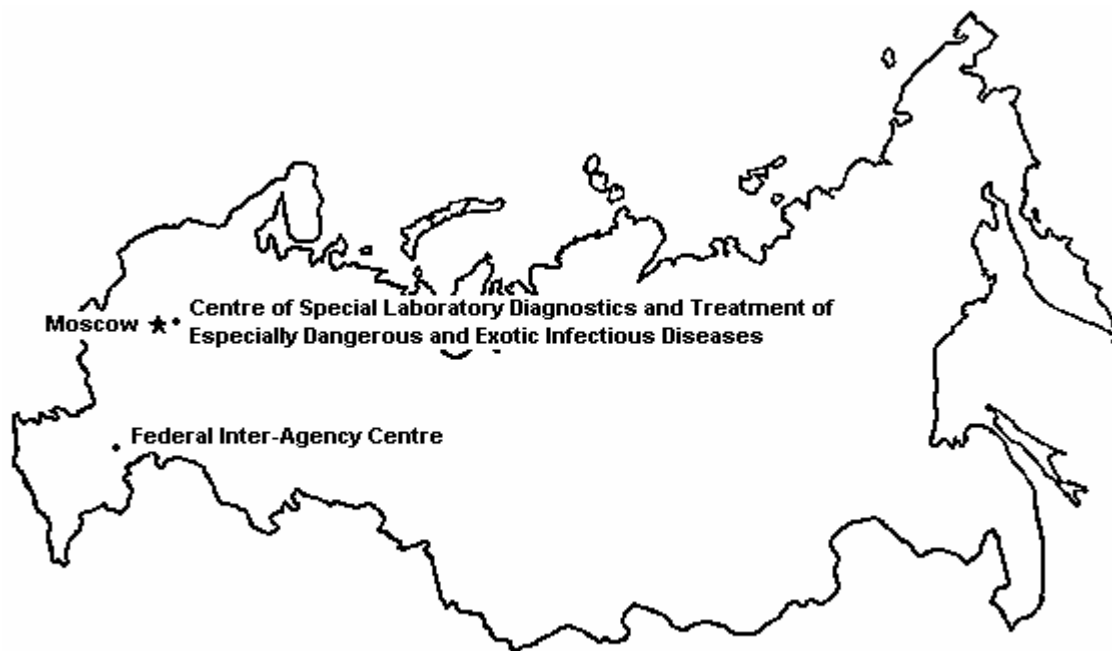 Centre of Special Laboratory Diagnostics and Treatment of
Moscow
Especially Dangerous and Exotic Infectious Diseases
Federal Inter-Agency Centre